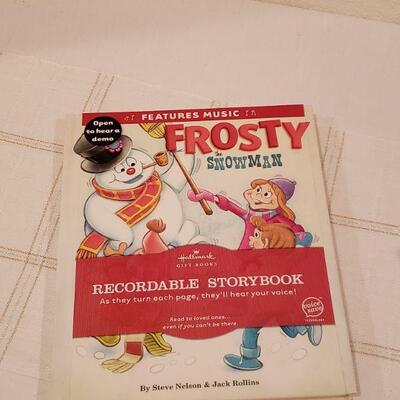 FEATURES MUSIC
Open
to hear a
demo
FROSTY
the
SNOWMAN
Hallmark
GIFT BOOKS
RECORDABLE STORYBOOK
As they turn each page, they'll hear your voice!
Read to loved ones...
even if you can't be there.
voice
save
By Steve Nelson & Jack Rollins